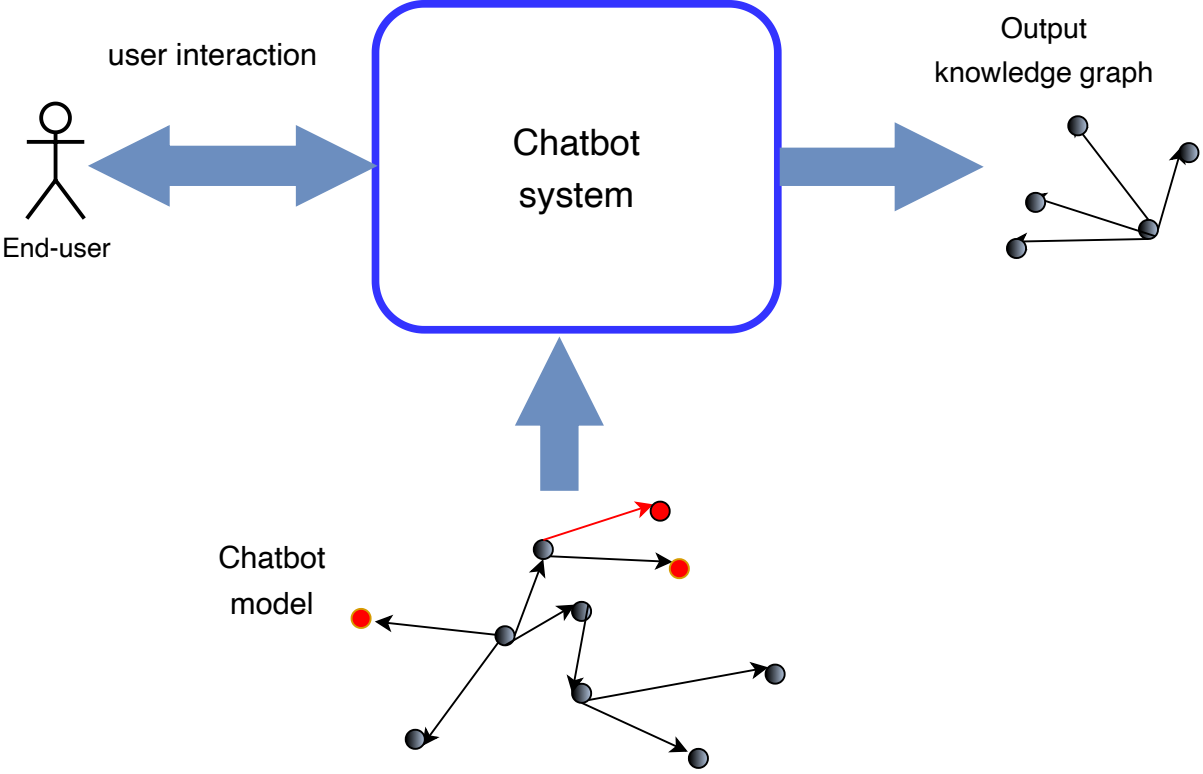 user interaction
End-user
Chatbot
system
Output
knowledge graph
Chatbot
model